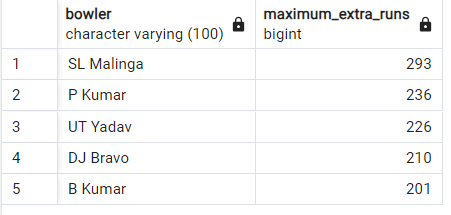 bowler maximum_extra_runs
character varying (100) bigint
1 SL Malinga 293
2 P Kumar 236
3 UT Yadav 226
4 DJ Bravo 210
5 B Kumar 201